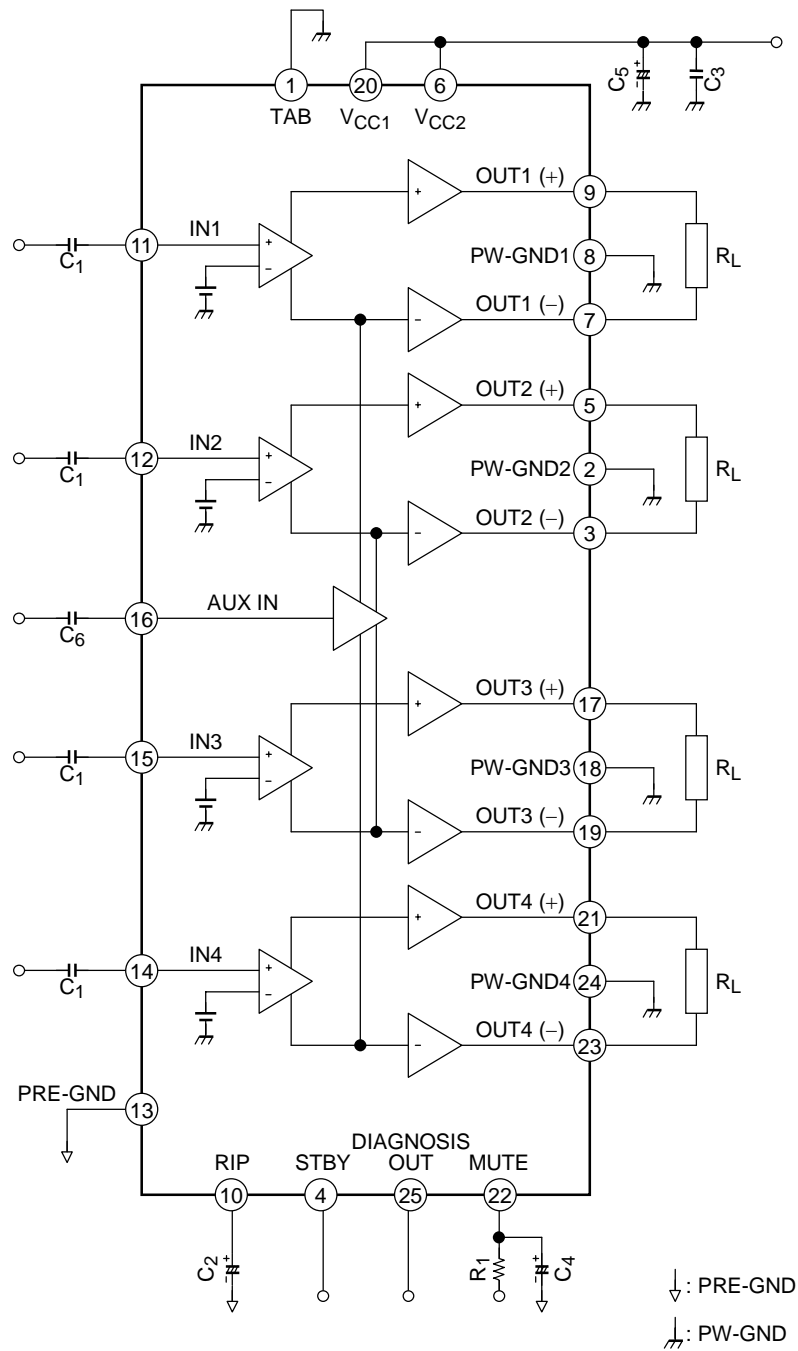 C5 + -
C3
1 20 6
TAB VCC1 VCC2
OUT1 (+) 9
+
IN1 11 C1
+ -
PW-GND1 8 RL
OUT1 (−) 7
-
OUT2 (+) 5
+
IN2 12 C1
+ -
PW-GND2 2 RL
OUT2 (−) 3
-
AUX IN 16 C6
OUT3 (+) 17
+
IN3 15 C1
+ -
PW-GND3 18 RL
OUT3 (−) 19
-
OUT4 (+) 21
+
IN4 14 C1
+ -
PW-GND4 24 RL
OUT4 (−) 23
-
PRE-GND 13
DIAGNOSIS
RIP STBY OUT MUTE
10 4 25 22
C2 + -
R1
C4 + -
: PRE-GND
: PW-GND